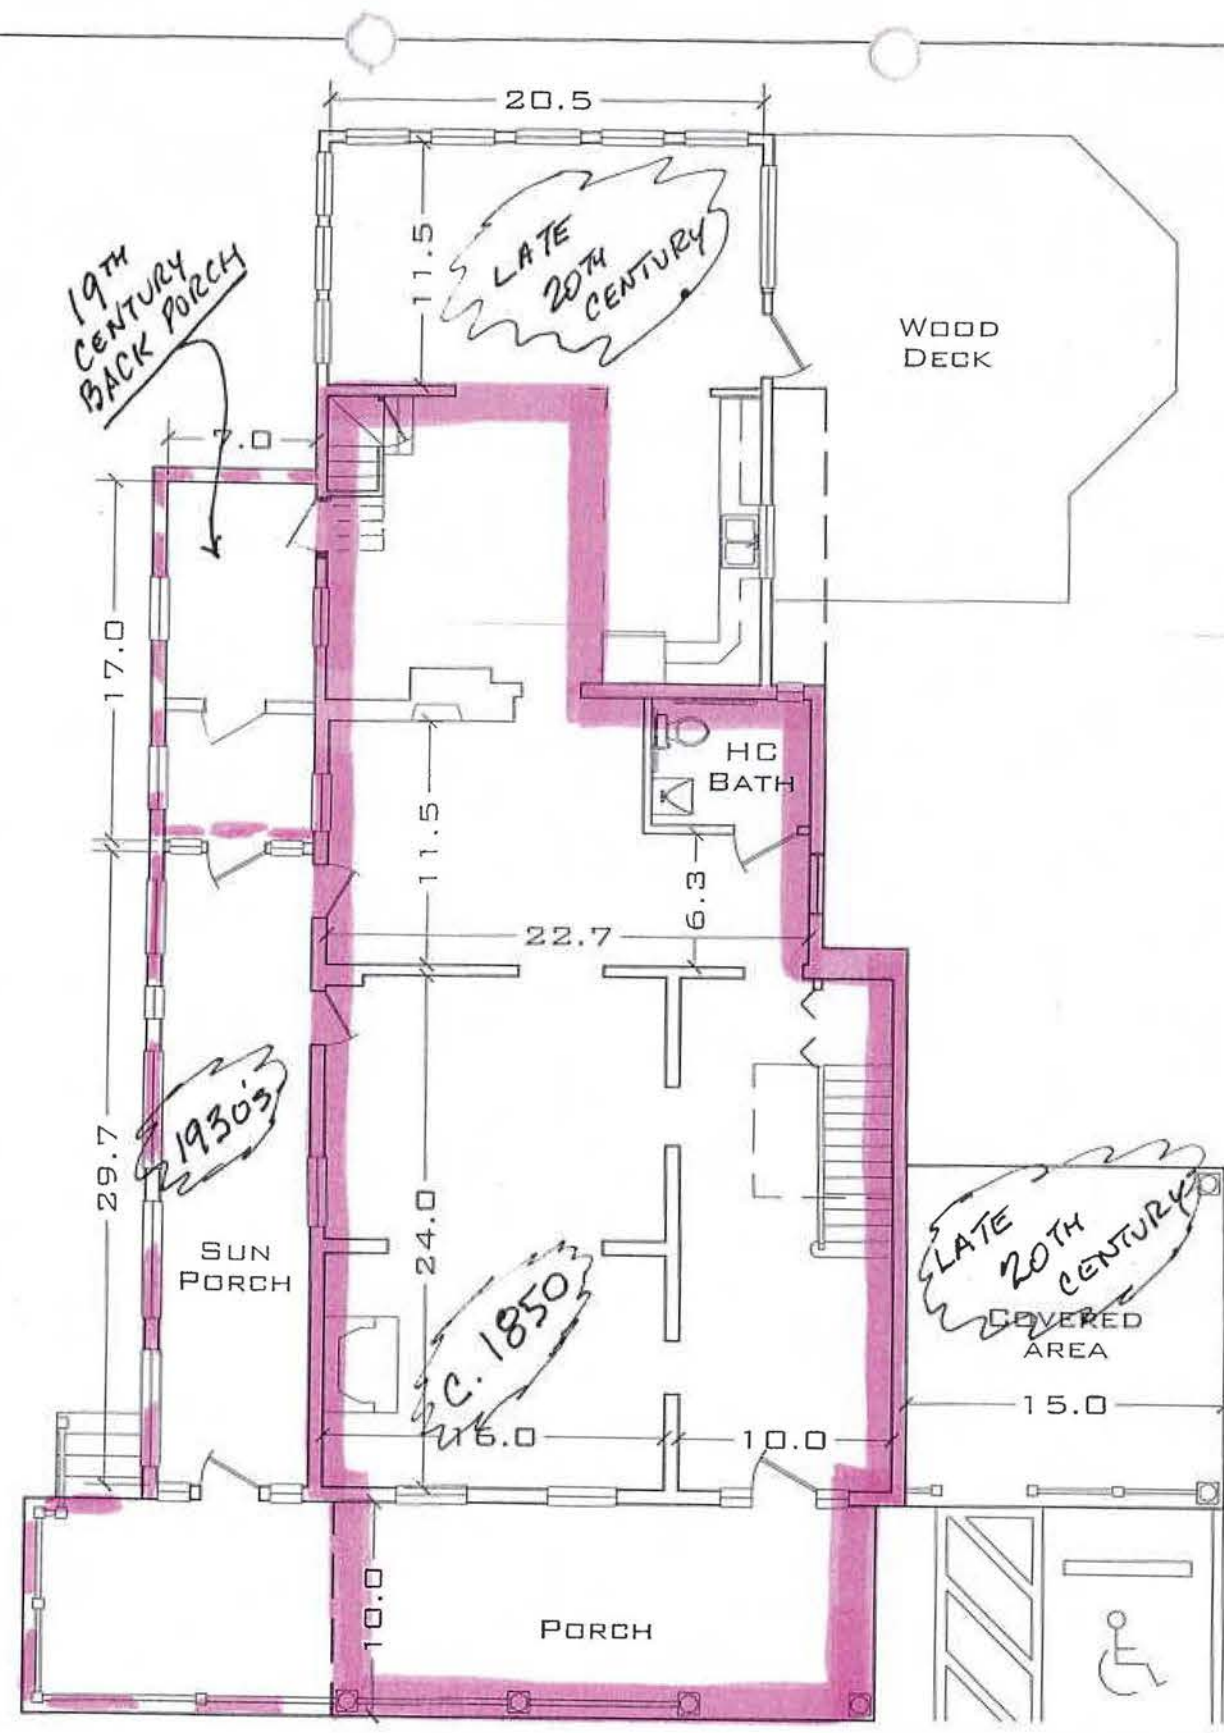 20.5
11.5
LATE
20TH
CENTURY
19TH
CENTURY
BACK PORCH
WOOD
DECK
7.0
17.0
HC
BATH
11.5
6.3
22.7
29.7
1930's
24.0
SUN
PORCH
C. 1850
LATE
20TH
CENTURY
COVERED
AREA
15.0
16.0
10.0
10.0
PORCH